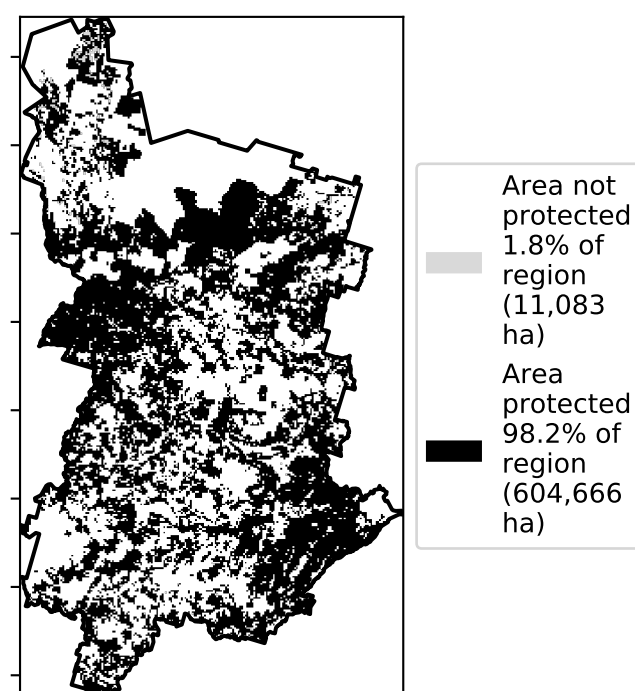 Area not
protected
1.8% of
region
(11,083
ha)
Area
protected
98.2% of
region
(604,666
ha)